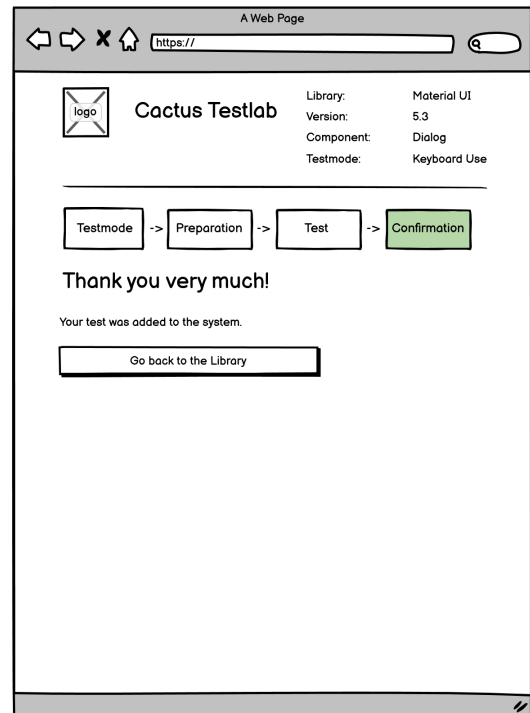 A Web Page
https://
logo
Cactus Testlab
Library: Material UI
Version: 5.3
Component: Dialog
Testmode: Keyboard Use
Testmode -> Preparation -> Test -> Confirmation
Thank you very much!
Your test was added to the system.
Go back to the Library